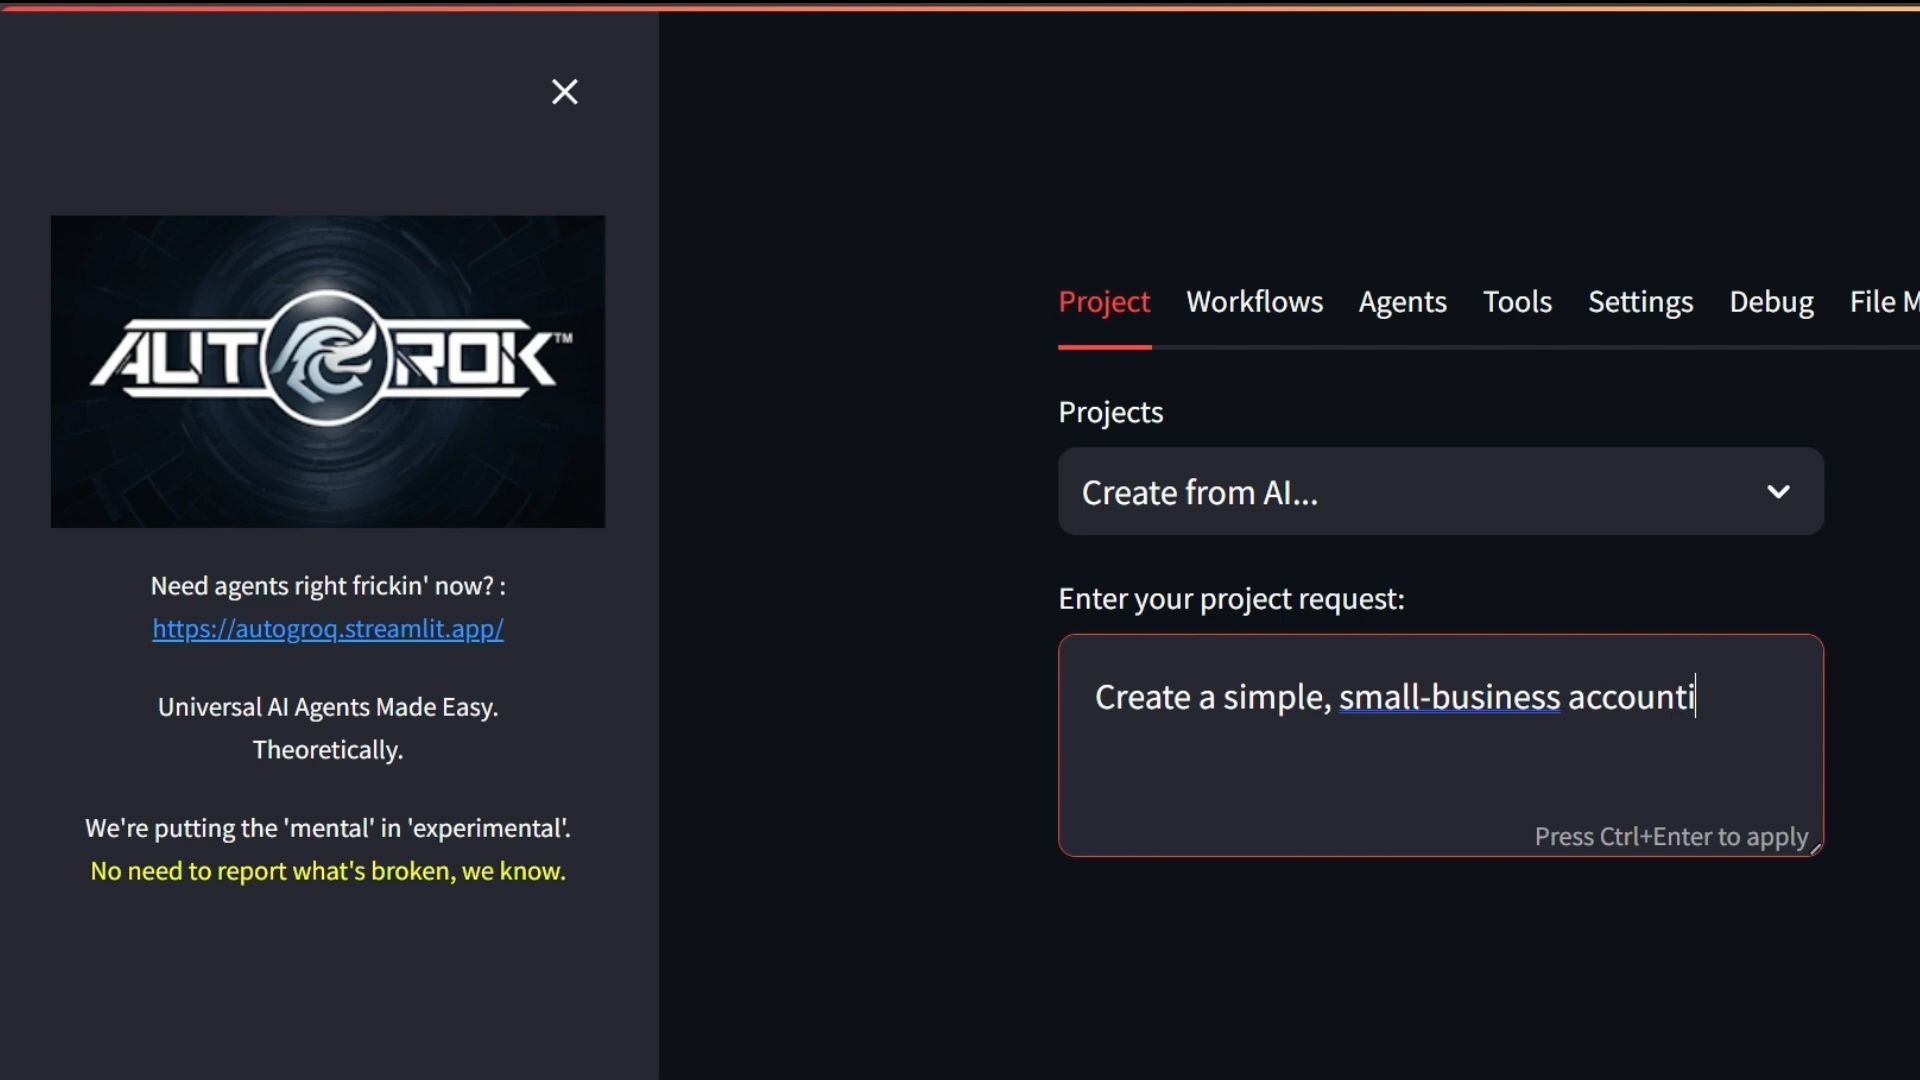 AUTOROK™
Need agents right frickin' now? :
https://autogroq.streamlit.app/
Universal AI Agents Made Easy.
Theoretically.
We're putting the 'mental' in 'experimental'.
No need to report what's broken, we know.
Project Workflows Agents Tools Settings Debug File M
Projects
Create from AI...
Enter your project request:
Create a simple, small-business accounti
Press Ctrl+Enter to apply